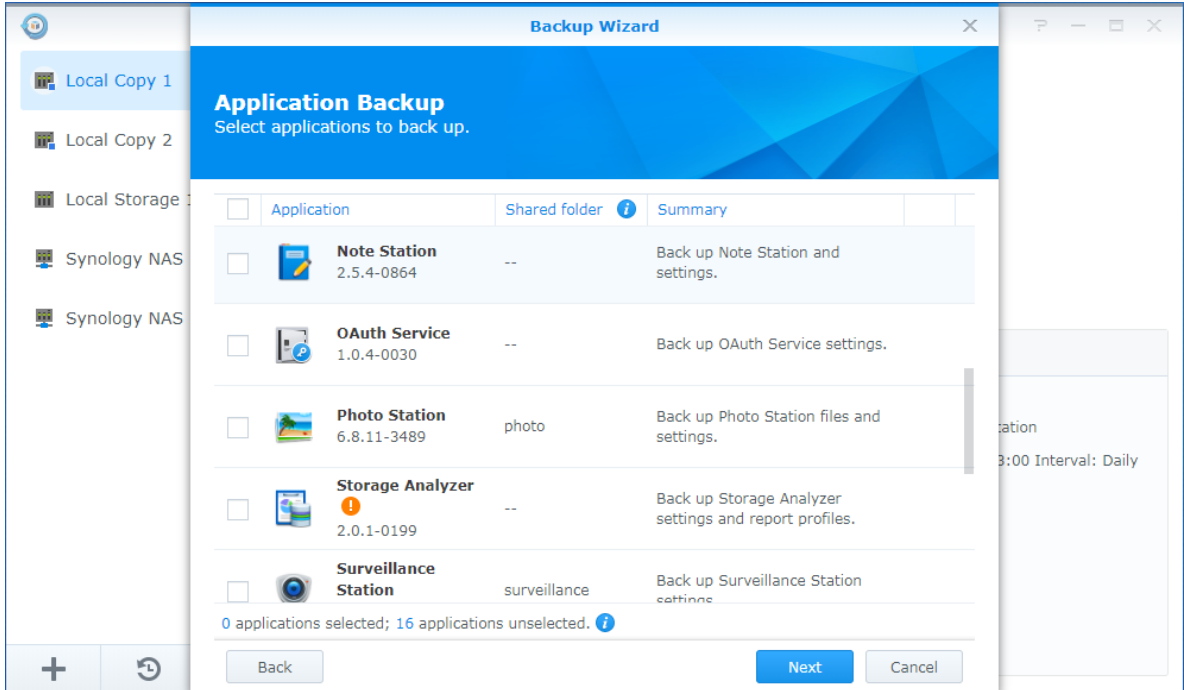 Backup Wizard
Local Copy 1
Local Copy 2
Local Storage
Synology NAS
Synology NAS
Application Backup
Select applications to back up.
Application Shared folder Summary
Note Station
2.5.4-0864
--
Back up Note Station and
settings.
OAuth Service
1.0.4-0030
--
Back up OAuth Service settings.
Photo Station
6.8.11-3489
photo
Back up Photo Station files and
settings.
Storage Analyzer
2.0.1-0199
--
Back up Storage Analyzer
settings and report profiles.
Surveillance
Station
surveillance
Back up Surveillance Station
settings
0 applications selected; 16 applications unselected.
Back Next Cancel
3:00 Interval: Daily